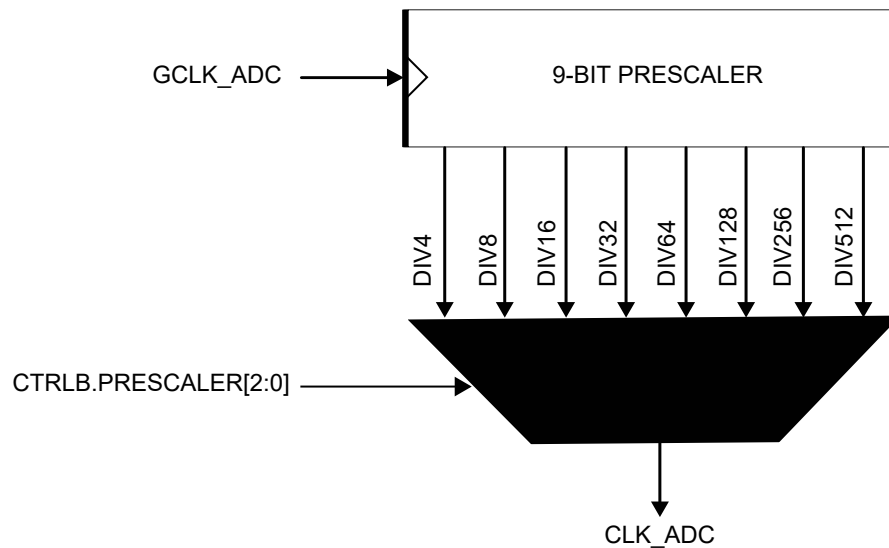 GCLK_ADC
9-BIT PRESCALER
DIV4
DIV8
DIV16
DIV32
DIV64
DIV128
DIV256
DIV512
CTRLB.PRESCALER[2:0]
CLK_ADC